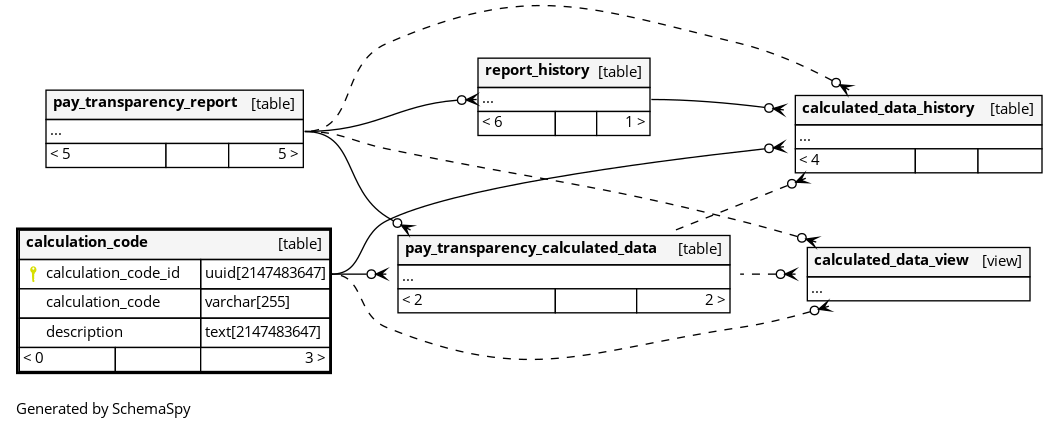 pay_transparency_report [table]
...
< 5 5 >
report_history [table]
...
< 6 1 >
calculated_data_history [table]
...
< 4
calculation_code [table]
calculation_code_id uuid[2147483647]
calculation_code varchar[255]
description text[2147483647]
< 0 3 >
pay_transparency_calculated_data [table]
...
< 2 2 >
calculated_data_view [view]
...
Generated by SchemaSpy